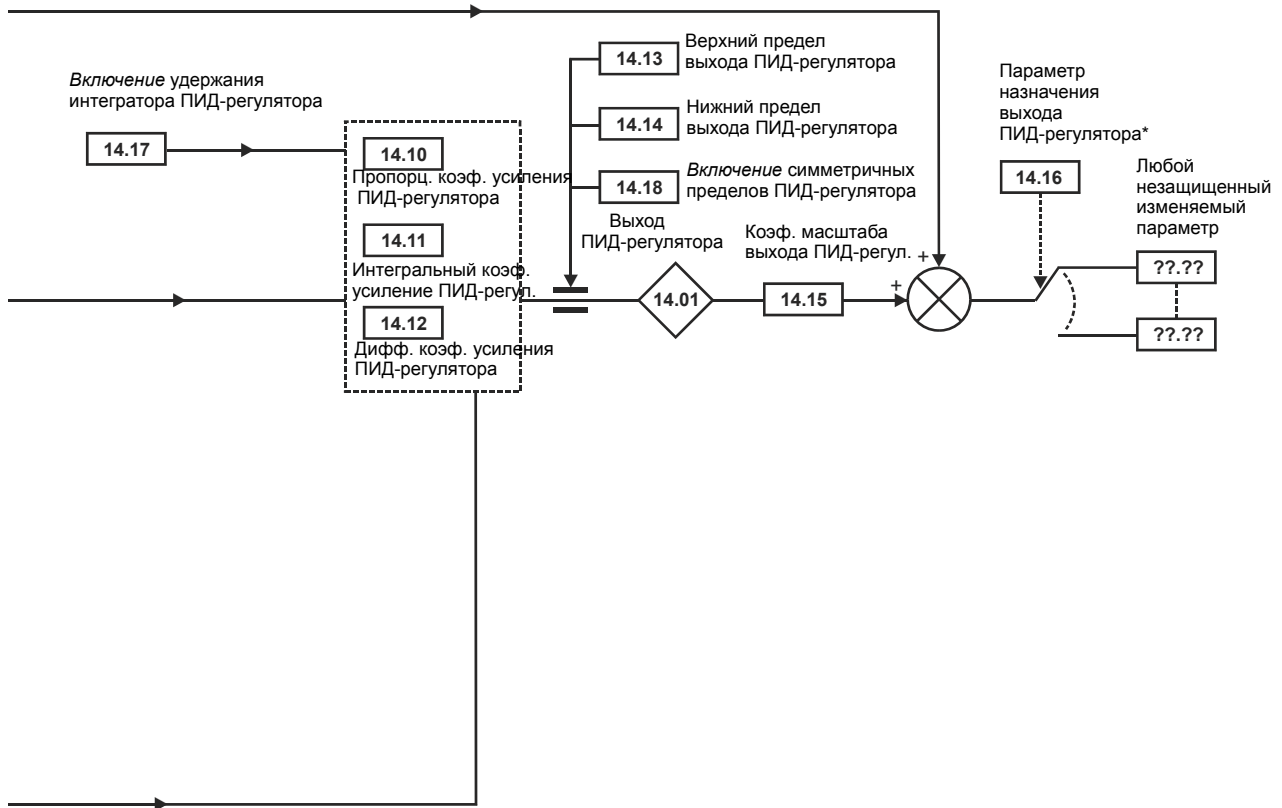 Включение удержания
интегратора ПИД-регулятора
14.17
14.10
Пропорц. коэф. усиления
ПИД-регулятора
14.11
Интегральный коэф.
усиление ПИД-регул.
14.12
Дифф. коэф. усиления
ПИД-регулятора
14.13
Верхний предел
выхода ПИД-регулятора
14.14
Нижний предел
выхода ПИД-регулятора
14.18
Включение симметричных
пределов ПИД-регулятора
Выход
ПИД-регулятора
14.01
Коэф. масштаба
выхода ПИД-регул.
14.15
+
+
Параметр
назначения
выхода
ПИД-регулятора*
14.16
Любой
незащищенный
изменяемый
параметр
??.??
??.??